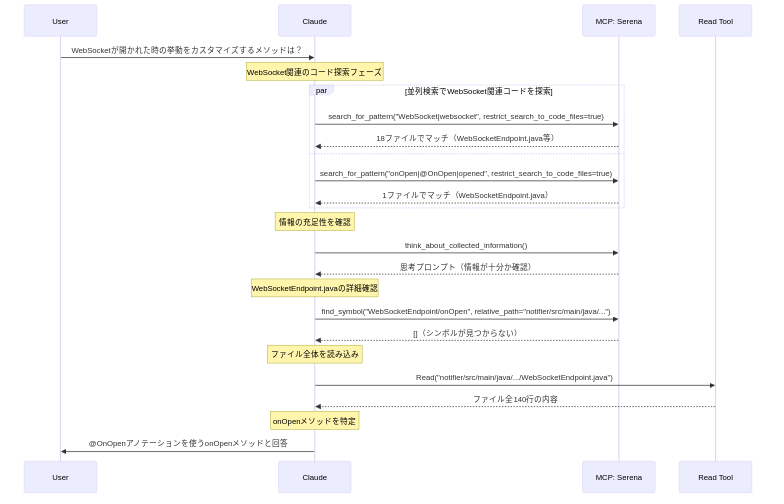 User
Claude
MCP: Serena
Read Tool
WebSocketが開かれた時の挙動をカスタマイズするメソッドは？
WebSocket関連のコード探索フェーズ
par
[並列検索でWebSocket関連コードを探索]
search_for_pattern("WebSocket|websocket", restrict_search_to_code_files=true)
18ファイルでマッチ（WebSocketEndpoint.java等）
search_for_pattern("onOpen|@OnOpen|opened", restrict_search_to_code_files=true)
1ファイルでマッチ（WebSocketEndpoint.java）
情報の充足性を確認
think_about_collected_information()
思考プロンプト（情報が十分か確認）
WebSocketEndpoint.javaの詳細確認
find_symbol("WebSocketEndpoint/onOpen", relative_path="notifier/src/main/java/...")
[]（シンボルが見つからない）
ファイル全体を読み込み
Read("notifier/src/main/java/.../WebSocketEndpoint.java")
ファイル全140行の内容
onOpenメソッドを特定
@OnOpenアノテーションを使うonOpenメソッドと回答
User
Claude
MCP: Serena
Read Tool